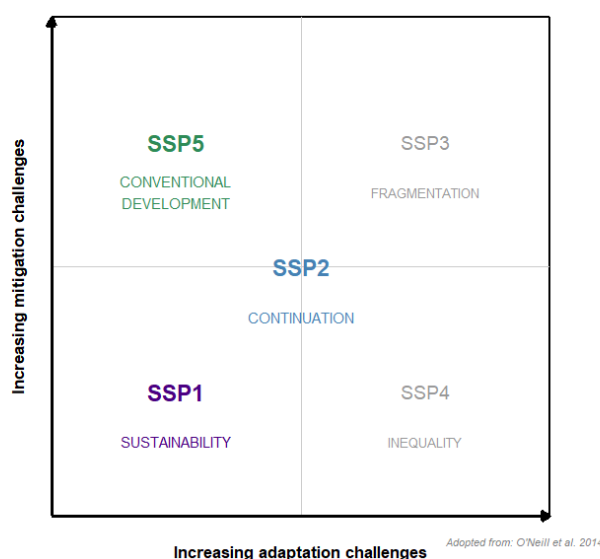 Increasing mitigation challenges
SSP5
CONVENTIONAL
DEVELOPMENT
SSP3
FRAGMENTATION
SSP2
CONTINUATION
SSP1
SUSTAINABILITY
SSP4
INEQUALITY
Adopted from: O'Neill et al. 2014
Increasing adaptation challenges